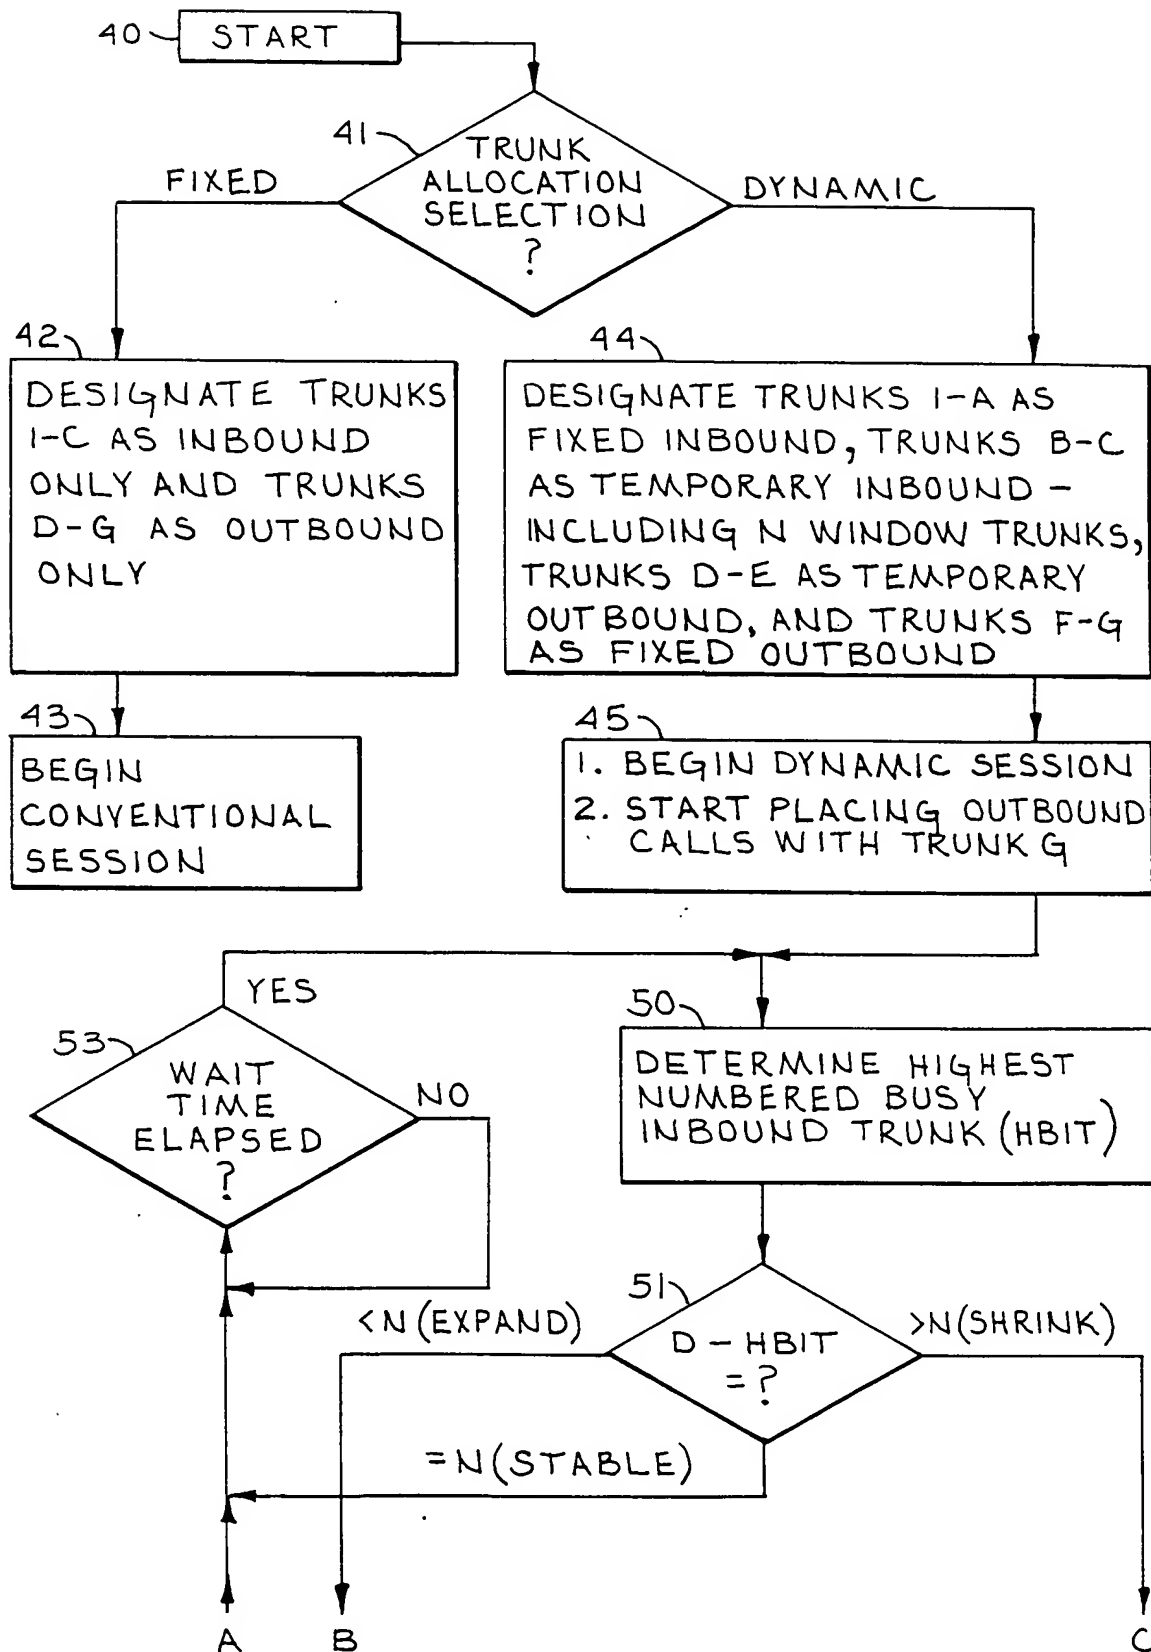 40
START
41
TRUNK
ALLOCATION
SELECTION
?
FIXED
DYNAMIC
42
DESIGNATE TRUNKS
1-C AS INBOUND
ONLY AND TRUNKS
D-G AS OUTBOUND
ONLY
44
DESIGNATE TRUNKS 1-A AS
FIXED INBOUND, TRUNKS B-C
AS TEMPORARY INBOUND –
INCLUDING N WINDOW TRUNKS,
TRUNKS D-E AS TEMPORARY
OUTBOUND, AND TRUNKS F-G
AS FIXED OUTBOUND
43
BEGIN
CONVENTIONAL
SESSION
45
1. BEGIN DYNAMIC SESSION
2. START PLACING OUTBOUND
CALLS WITH TRUNK G
YES
53
WAIT
TIME
ELAPSED
?
NO
50
DETERMINE HIGHEST
NUMBERED BUSY
INBOUND TRUNK (HBIT)
51
D – HBIT
= ?
<N (EXPAND)
>N (SHRINK)
=N (STABLE)
A
B
C